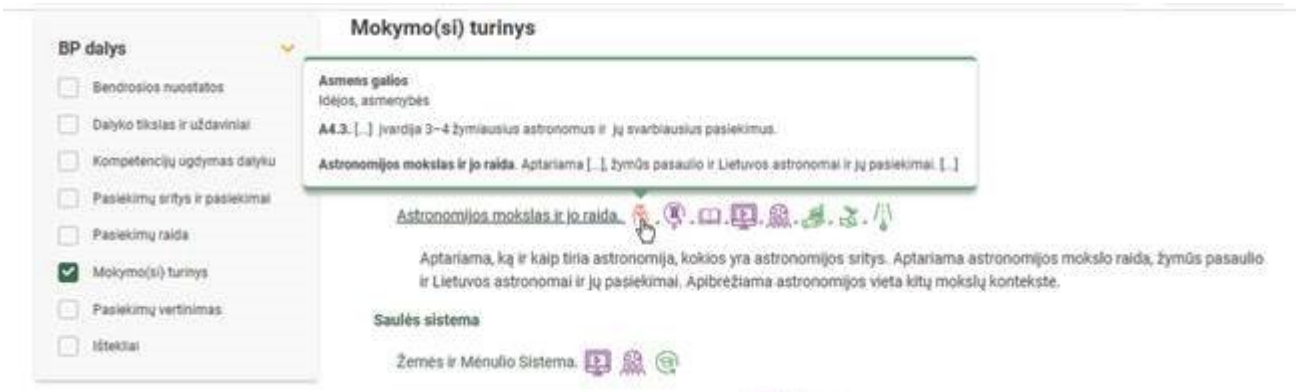 Mokymo(si) turinys
BP dalys
Bendrosios nuostatos
Dalyko tikslas ir uždaviniai
Kompetencijų ugdymas dalyku
Pasiekimų sritys ir pasiekimai
Pasiekimų raida
Mokymo(si) turinys
Pasiekimų vertinimas
Ištekliai
Asmens galios
Idėjos, asmenybės
A4.3. [...] įvardija 3–4 žymiausius astronomus ir jų svarbiausius pasiekimus.
Astronomijos mokslas ir jo raida. Aptariama [...], žymūs pasaulio ir Lietuvos astronomai ir jų pasiekimai. [...]
Astronomijos mokslas ir jo raida.
Aptariama, ką ir kaip tiria astronomija, kokios yra astronomijos sritys. Aptariama astronomijos mokslo raida, žymūs pasaulio
ir Lietuvos astronomai ir jų pasiekimai. Apibrėžiama astronomijos vieta kitų mokslų kontekste.
Saulės sistema
Žemės ir Mėnulio Sistema.